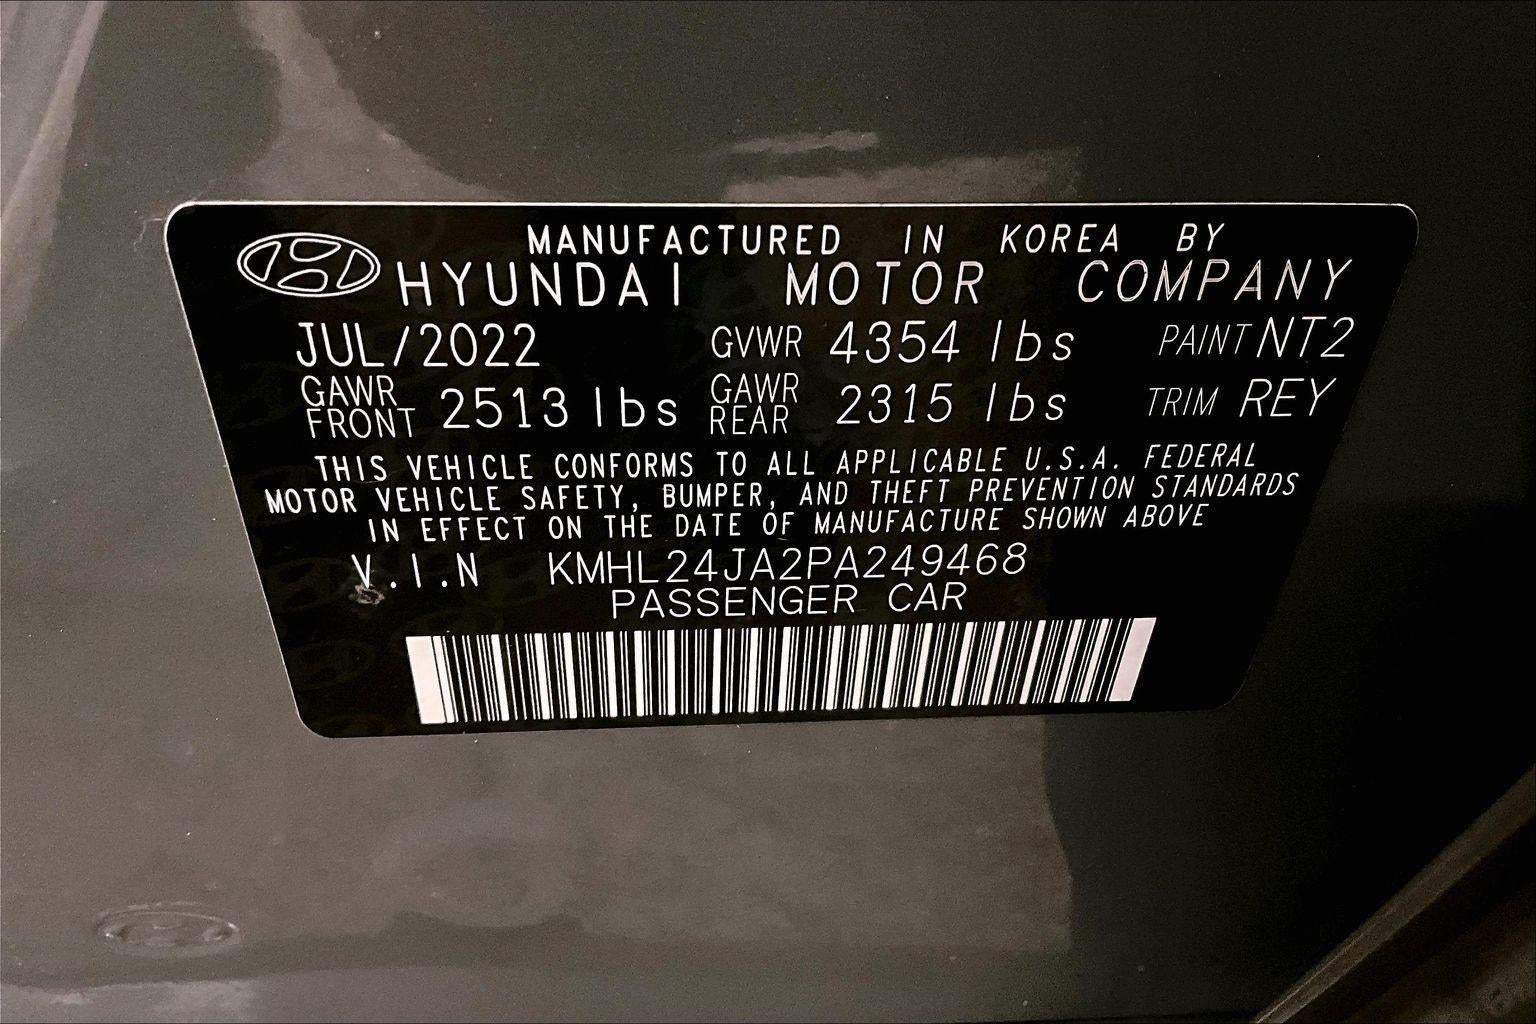 MANUFACTURED IN KOREA BY
HYUNDAI MOTOR COMPANY
JUL/2022 GVWR 4354 lbs PAINT NT2
GAWR FRONT 2513 lbs GAWR REAR 2315 lbs TRIM REY
THIS VEHICLE CONFORMS TO ALL APPLICABLE U.S.A. FEDERAL
MOTOR VEHICLE SAFETY, BUMPER, AND THEFT PREVENTION STANDARDS
IN EFFECT ON THE DATE OF MANUFACTURE SHOWN ABOVE
V.I.N KMHL24JA2PA249468
PASSENGER CAR